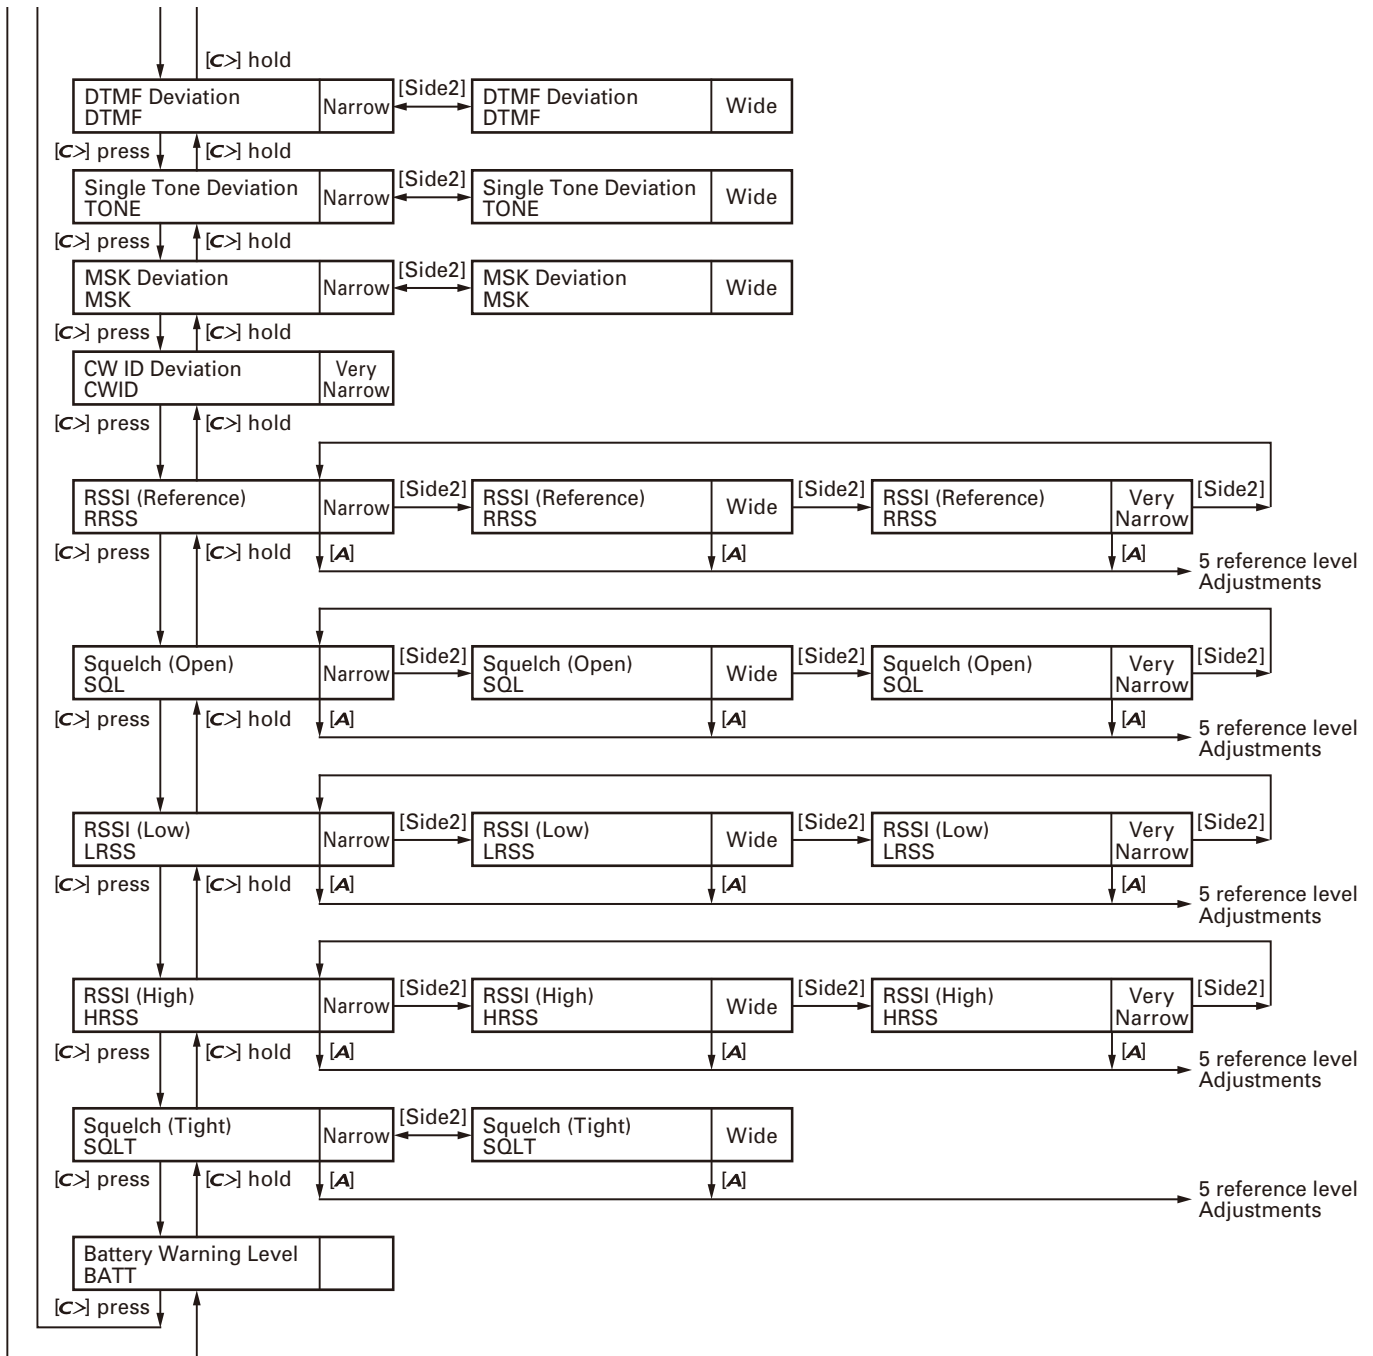 [C>] hold
DTMF Deviation
DTMF
Narrow
[Side2]
DTMF Deviation
DTMF
Wide
[C>] press
[C>] hold
Single Tone Deviation
TONE
Narrow
[Side2]
Single Tone Deviation
TONE
Wide
[C>] press
[C>] hold
MSK Deviation
MSK
Narrow
[Side2]
MSK Deviation
MSK
Wide
[C>] press
[C>] hold
CW ID Deviation
CWID
Very
Narrow
[C>] press
[C>] hold
RSSI (Reference)
RRSS
Narrow
[Side2]
RSSI (Reference)
RRSS
Wide
[Side2]
RSSI (Reference)
RRSS
Very
Narrow
[Side2]
[C>] press
[C>] hold
[A]
[A]
[A]
5 reference level
Adjustments
Squelch (Open)
SQL
Narrow
[Side2]
Squelch (Open)
SQL
Wide
[Side2]
Squelch (Open)
SQL
Very
Narrow
[Side2]
[C>] press
[C>] hold
[A]
[A]
[A]
5 reference level
Adjustments
RSSI (Low)
LRSS
Narrow
[Side2]
RSSI (Low)
LRSS
Wide
[Side2]
RSSI (Low)
LRSS
Very
Narrow
[Side2]
[C>] press
[C>] hold
[A]
[A]
[A]
5 reference level
Adjustments
RSSI (High)
HRSS
Narrow
[Side2]
RSSI (High)
HRSS
Wide
[Side2]
RSSI (High)
HRSS
Very
Narrow
[Side2]
[C>] press
[C>] hold
[A]
[A]
[A]
5 reference level
Adjustments
Squelch (Tight)
SQLT
Narrow
[Side2]
Squelch (Tight)
SQLT
Wide
[C>] press
[C>] hold
[A]
[A]
5 reference level
Adjustments
Battery Warning Level
BATT
[C>] press